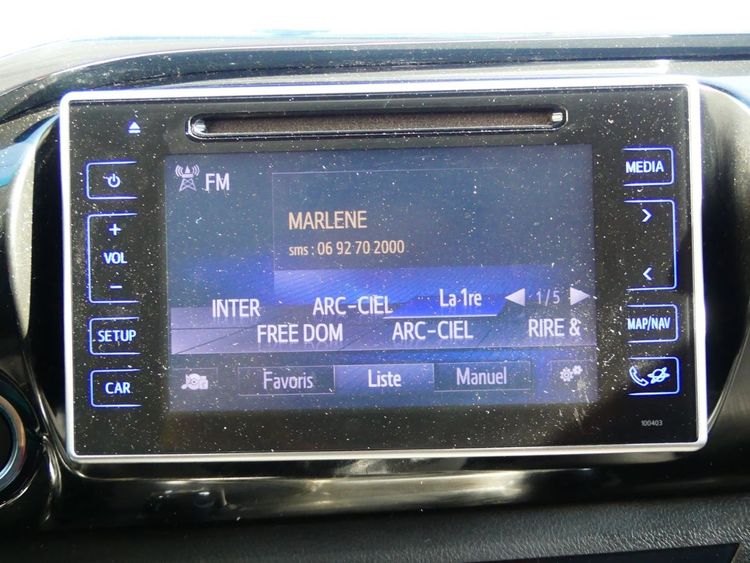 FM
MARLENE
sms : 06 92 70 2000
INTER ARC-CIEL La 1re 1/5
FREE DOM ARC-CIEL RIRE &
Favoris Liste Manuel
VOL
SETUP
CAR
MEDIA
MAP/NAV
100403